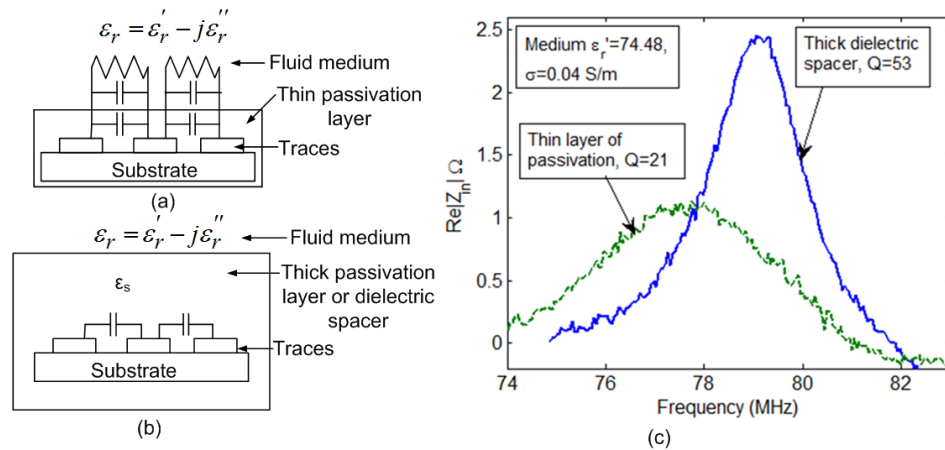 εr = εr' − jεr''
Fluid medium
Thin passivation
layer
Traces
Substrate
(a)
εr = εr' − jεr''
Fluid medium
εs
Thick passivation
layer or dielectric
spacer
Traces
Substrate
(b)
Medium εr'=74.48,
σ=0.04 S/m
Thick dielectric
spacer, Q=53
Thin layer of
passivation, Q=21
Re|Zin| Ω
2.5
2
1.5
1
0.5
0
74
76
78
80
82
Frequency (MHz)
(c)